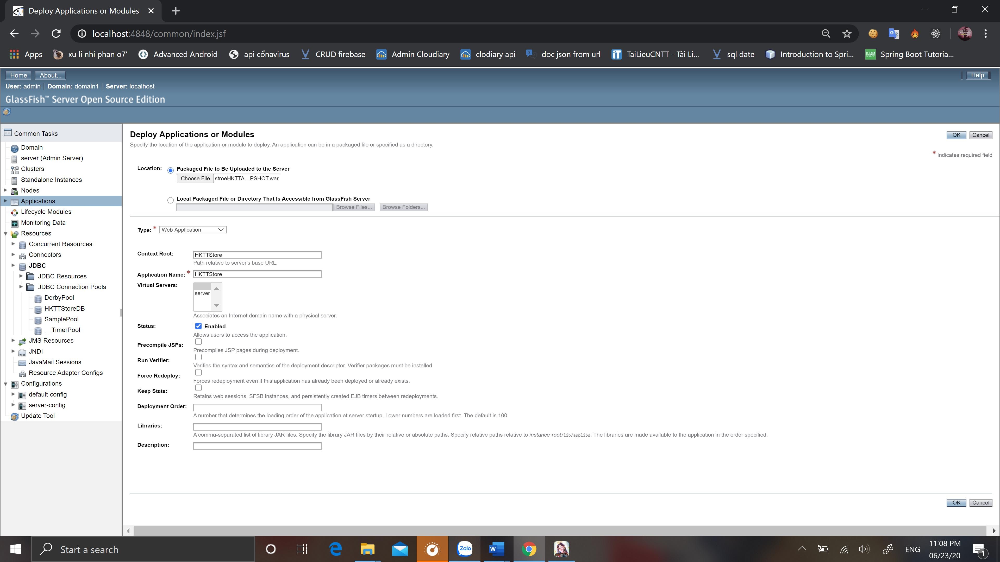 Deploy Applications or Modules
localhost:4848/common/index.jsf
Apps
xu li nhi phan o7'
Advanced Android
api cổnavirus
CRUD firebase
Admin Cloudiary
clodiary api
doc json from url
TaiLieuCNTT - Tài Li...
sql date
Introduction to Spri...
Spring Boot Tutoria...
Home
About...
Help
User: admin
Domain: domain1
Server: localhost
GlassFish™ Server Open Source Edition
Common Tasks
Domain
server (Admin Server)
Clusters
Standalone Instances
Nodes
Applications
Lifecycle Modules
Monitoring Data
Resources
Concurrent Resources
Connectors
JDBC
JDBC Resources
JDBC Connection Pools
DerbyPool
HKTTStoreDB
SamplePool
__TimerPool
JMS Resources
JNDI
JavaMail Sessions
Resource Adapter Configs
Configurations
default-config
server-config
Update Tool
Deploy Applications or Modules
OK
Cancel
Specify the location of the application or module to deploy. An application can be in a packaged file or specified as a directory.
* Indicates required field
Location:
Packaged File to Be Uploaded to the Server
Choose File stroeHKTTA...PSHOT.war
Local Packaged File or Directory That Is Accessible from GlassFish Server
Browse Files...
Browse Folders...
Type: * Web Application
Context Root: HKTTStore
Path relative to server's base URL.
Application Name: * HKTTStore
Virtual Servers:
server
Associates an Internet domain name with a physical server.
Status: Enabled
Allows users to access the application.
Precompile JSPs:
Precompiles JSP pages during deployment.
Run Verifier:
Verifies the syntax and semantics of the deployment descriptor. Verifier packages must be installed.
Force Redeploy:
Forces redeployment even if this application has already been deployed or already exists.
Keep State:
Retains web sessions, SFSB instances, and persistently created EJB timers between redeployments.
Deployment Order:
A number that determines the loading order of the application at server startup. Lower numbers are loaded first. The default is 100.
Libraries:
A comma-separated list of library JAR files. Specify the library JAR files by their relative or absolute paths. Specify relative paths relative to instance-root/lib/applibs. The libraries are made available to the application in the order specified.
Description:
OK
Cancel
Start a search
Zalo
ENG
11:08 PM
06/23/20
1